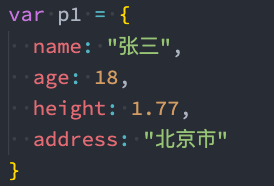 var p1 = {
  name: "张三",
  age: 18,
  height: 1.77,
  address: "北京市"
}